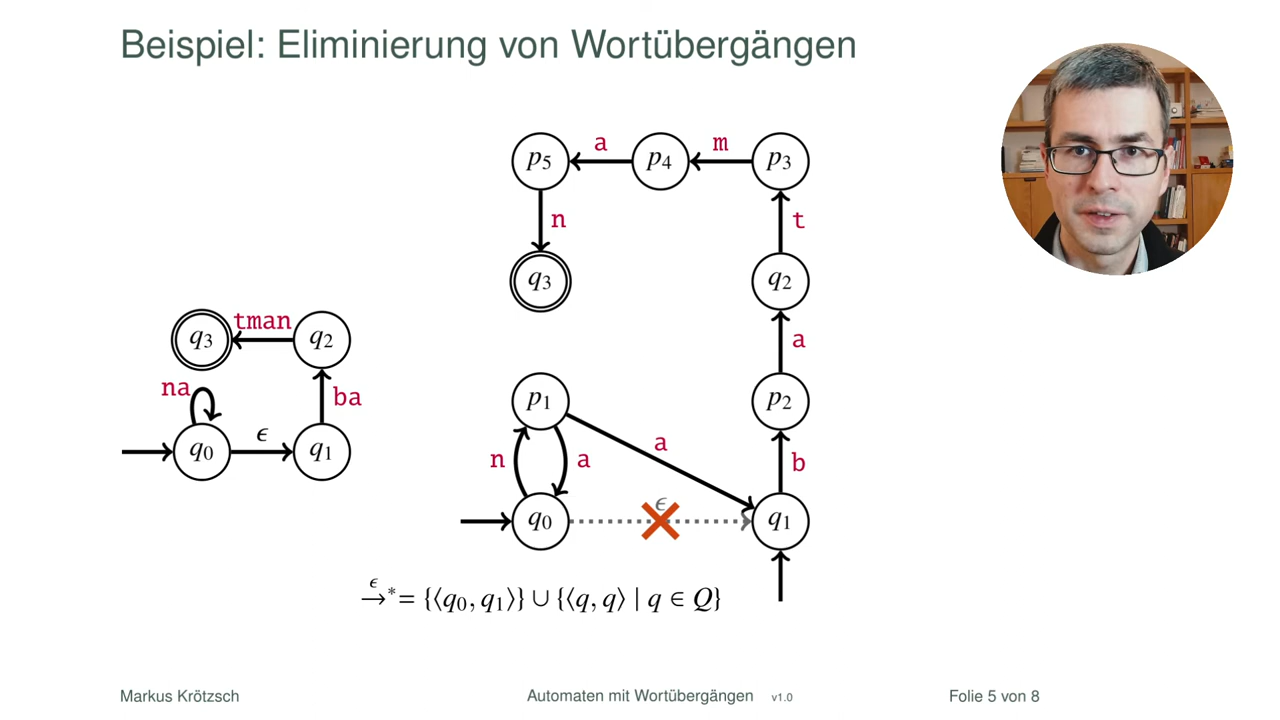 Beispiel: Eliminierung von Wortübergängen
p5
a
p4
m
p3
n
t
q3
q2
a
p1
a
p2
n
a
b
q0
ϵ
q1
q3
tman
q2
na
ba
q0
ϵ
q1
ϵ→* = {⟨q0, q1⟩} ∪ {⟨q, q⟩ | q ∈ Q}
Markus Krötzsch
Automaten mit Wortübergängen v1.0
Folie 5 von 8